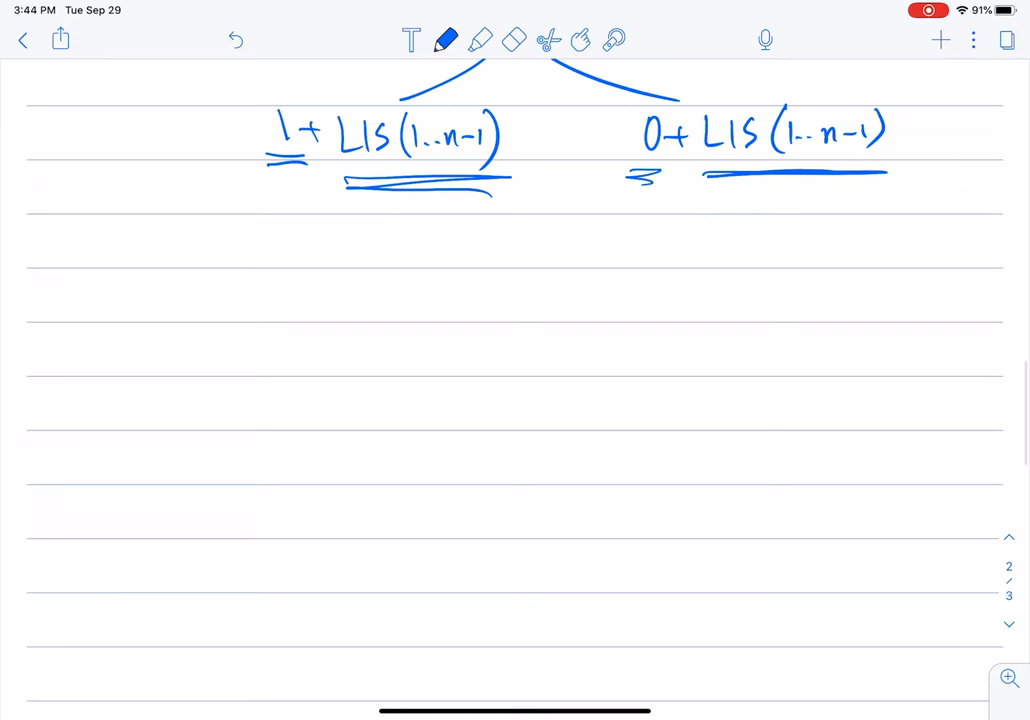 3:44 PM Tue Sep 29 91%
T
1 + LIS (1..n-1) 0 + LIS (1..n-1)
2
/
3